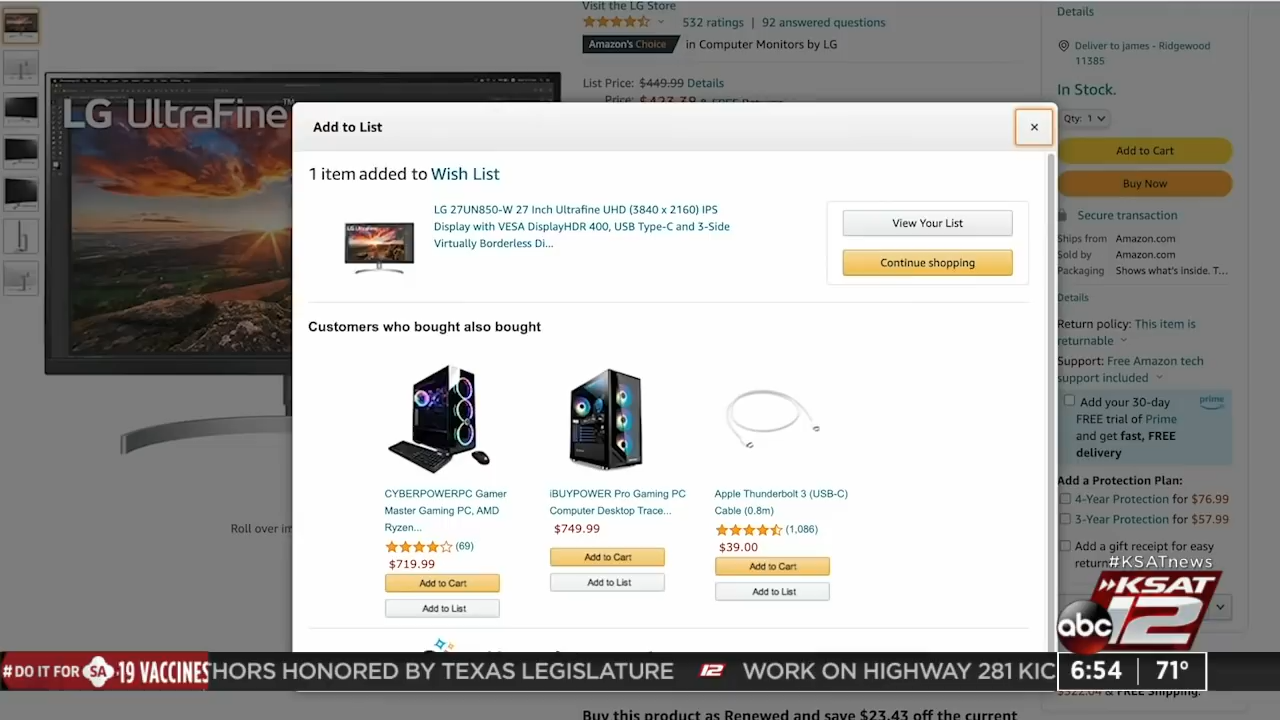 Visit the LG Store
532 ratings | 92 answered questions
Amazon's Choice in Computer Monitors by LG
List Price: $449.99 Details
Price: $423.38 & FREE Returns
LG UltraFine™
Roll over im
Add to List
×
1 item added to Wish List
LG 27UN850-W 27 Inch Ultrafine UHD (3840 x 2160) IPS
Display with VESA DisplayHDR 400, USB Type-C and 3-Side
Virtually Borderless Di...
View Your List
Continue shopping
Customers who bought also bought
CYBERPOWERPC Gamer
Master Gaming PC, AMD
Ryzen...
(69)
$719.99
Add to Cart
Add to List
iBUYPOWER Pro Gaming PC
Computer Desktop Trace...
$749.99
Add to Cart
Add to List
Apple Thunderbolt 3 (USB-C)
Cable (0.8m)
(1,086)
$39.00
Add to Cart
Add to List
Details
Deliver to james - Ridgewood
11385
In Stock.
Qty: 1
Add to Cart
Buy Now
Secure transaction
Ships from Amazon.com
Sold by Amazon.com
Packaging Shows what's inside. T...
Details
Return policy: This item is
returnable
Support: Free Amazon tech
support included
Add your 30-day
prime
FREE trial of Prime
and get fast, FREE
delivery
Add a Protection Plan:
4-Year Protection for $76.99
3-Year Protection for $57.99
Add a gift receipt for easy
#KSATnews
KSAT
abc 12
#DO IT FOR SA ·19 VACCINES
THORS HONORED BY TEXAS LEGISLATURE 12 WORK ON HIGHWAY 281 KIC
6:54 71°
& FREE Shipping.
Buy this product as Renewed and save $23.43 off the current